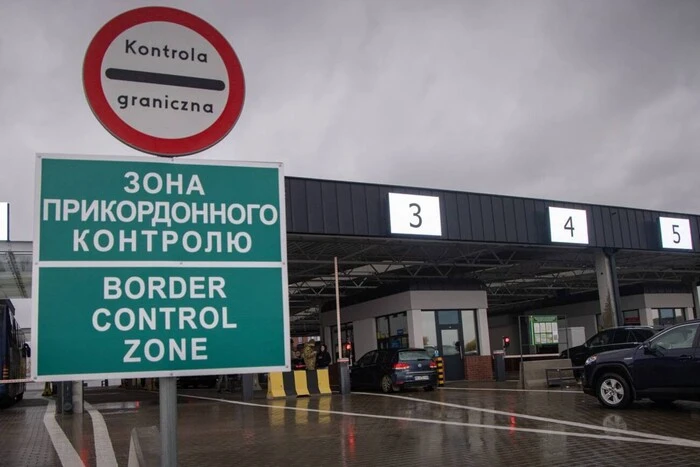 Kontrola
graniczna
ЗОНА
ПРИКОРДОННОГО
КОНТРОЛЮ
BORDER
CONTROL
ZONE
3
4
5